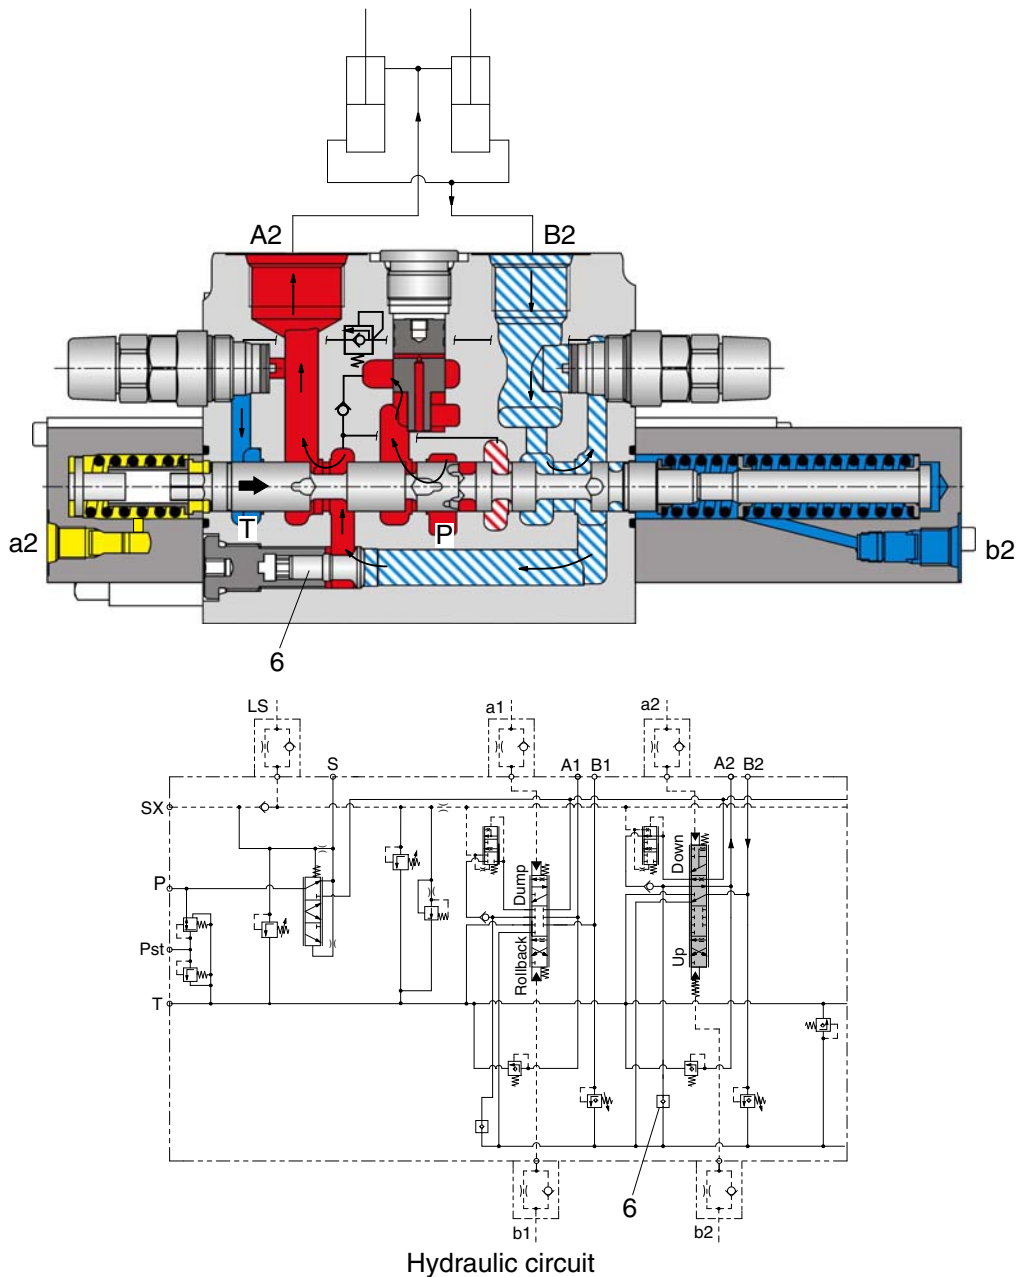 A2
B2
T
P
a2
b2
6
LS
a1
a2
S
A1
B1
A2
B2
SX
P
Dump
Down
Pst
Rollback
Up
T
6
b1
b2
Hydraulic circuit